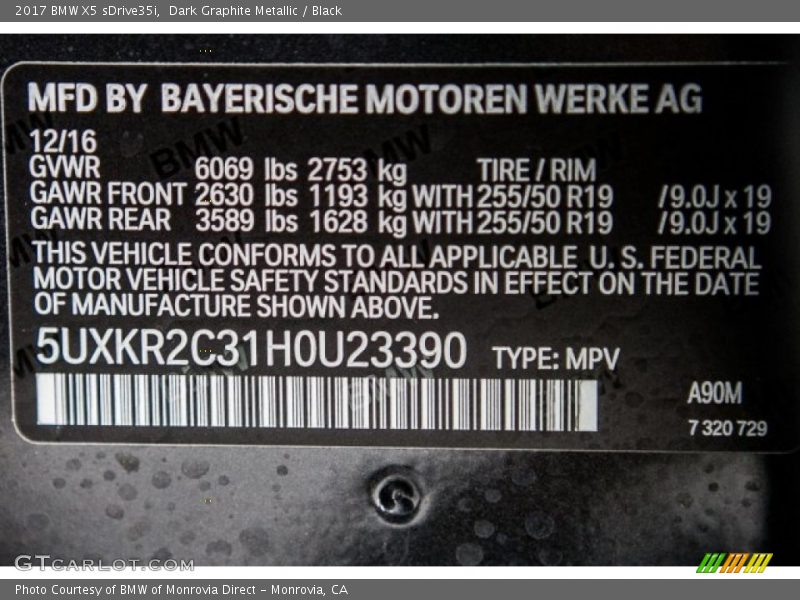 2017 BMW X5 sDrive35i, Dark Graphite Metallic / Black
MFD BY BAYERISCHE MOTOREN WERKE AG
12/16
GVWR 6069 lbs 2753 kg TIRE / RIM
GAWR FRONT 2630 lbs 1193 kg WITH 255/50 R19 /9.0J x 19
GAWR REAR 3589 lbs 1628 kg WITH 255/50 R19 /9.0J x 19
THIS VEHICLE CONFORMS TO ALL APPLICABLE U. S. FEDERAL
MOTOR VEHICLE SAFETY STANDARDS IN EFFECT ON THE DATE
OF MANUFACTURE SHOWN ABOVE.
5UXKR2C31H0U23390 TYPE: MPV
A90M
7 320 729
GTCARLOT.COM
Photo Courtesy of BMW of Monrovia Direct - Monrovia, CA